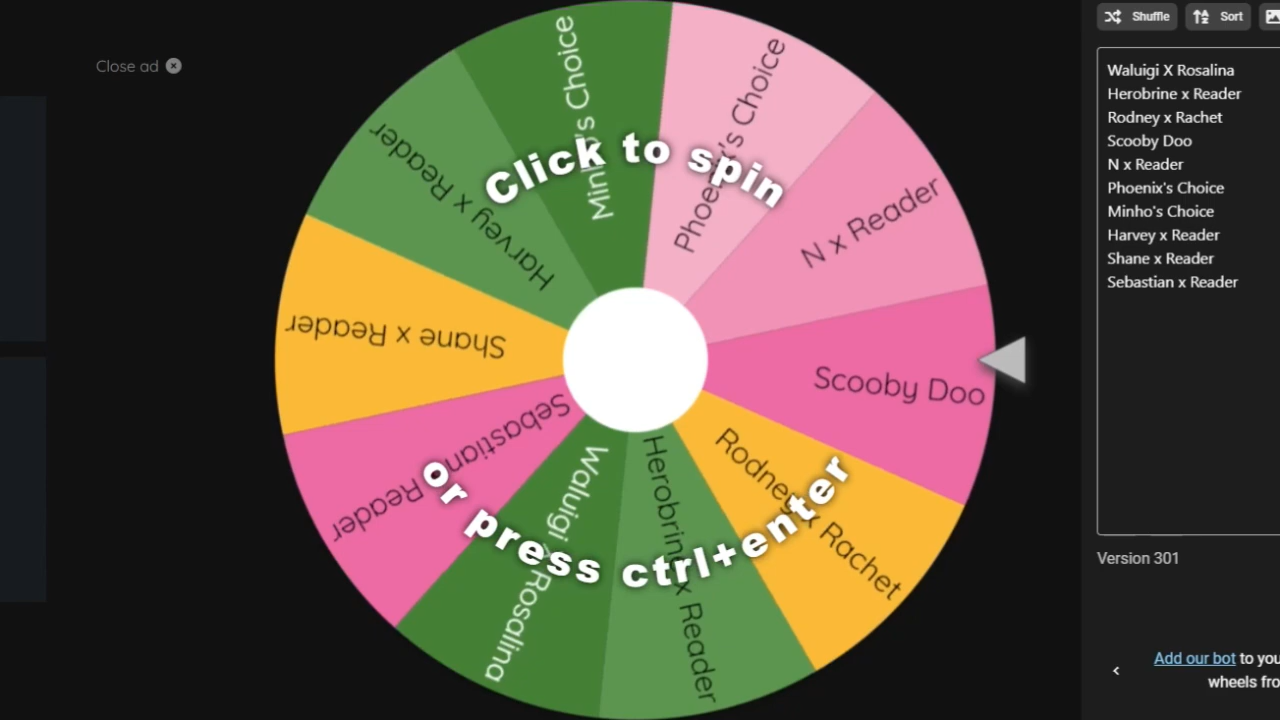 Close ad
Click to spin
or press ctrl+enter
Minho's Choice
Phoenix's Choice
N x Reader
Scooby Doo
Rodney x Rachet
Herobrine x Reader
Waluigi X Rosalina
Sebastian x Reader
Shane x Reader
Harvey x Reader
Shuffle
Sort
Waluigi X Rosalina
Herobrine x Reader
Rodney x Rachet
Scooby Doo
N x Reader
Phoenix's Choice
Minho's Choice
Harvey x Reader
Shane x Reader
Sebastian x Reader
Version 301
Add our bot to you
wheels fro